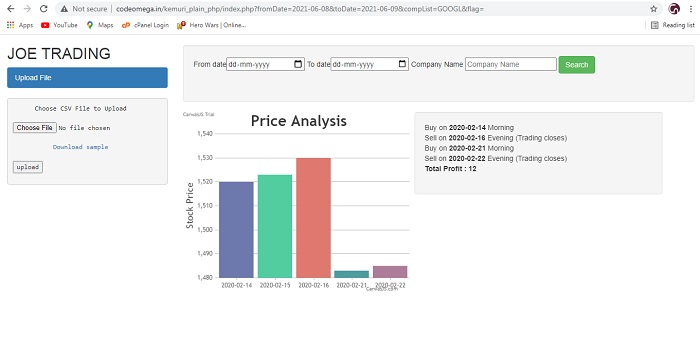 Not secure | codeomega.in/kemuri_plain_php/index.php?fromDate=2021-06-08&toDate=2021-06-09&compList=GOOGL&flag=
Apps YouTube Maps cPanel Login Hero Wars | Online... Reading list
JOE TRADING
Upload File
Choose CSV File to Upload
Choose File No file chosen
Download sample
upload
From date dd-mm-yyyy To date dd-mm-yyyy Company Name Company Name Search
CanvasJS Trial
Price Analysis
Stock Price
1,540
1,530
1,520
1,510
1,500
1,490
1,480
2020-02-14 2020-02-15 2020-02-16 2020-02-21 2020-02-22
CanvasJS.com
Buy on 2020-02-14 Morning
Sell on 2020-02-16 Evening (Trading closes)
Buy on 2020-02-21 Morning
Sell on 2020-02-22 Evening (Trading closes)
Total Profit : 12